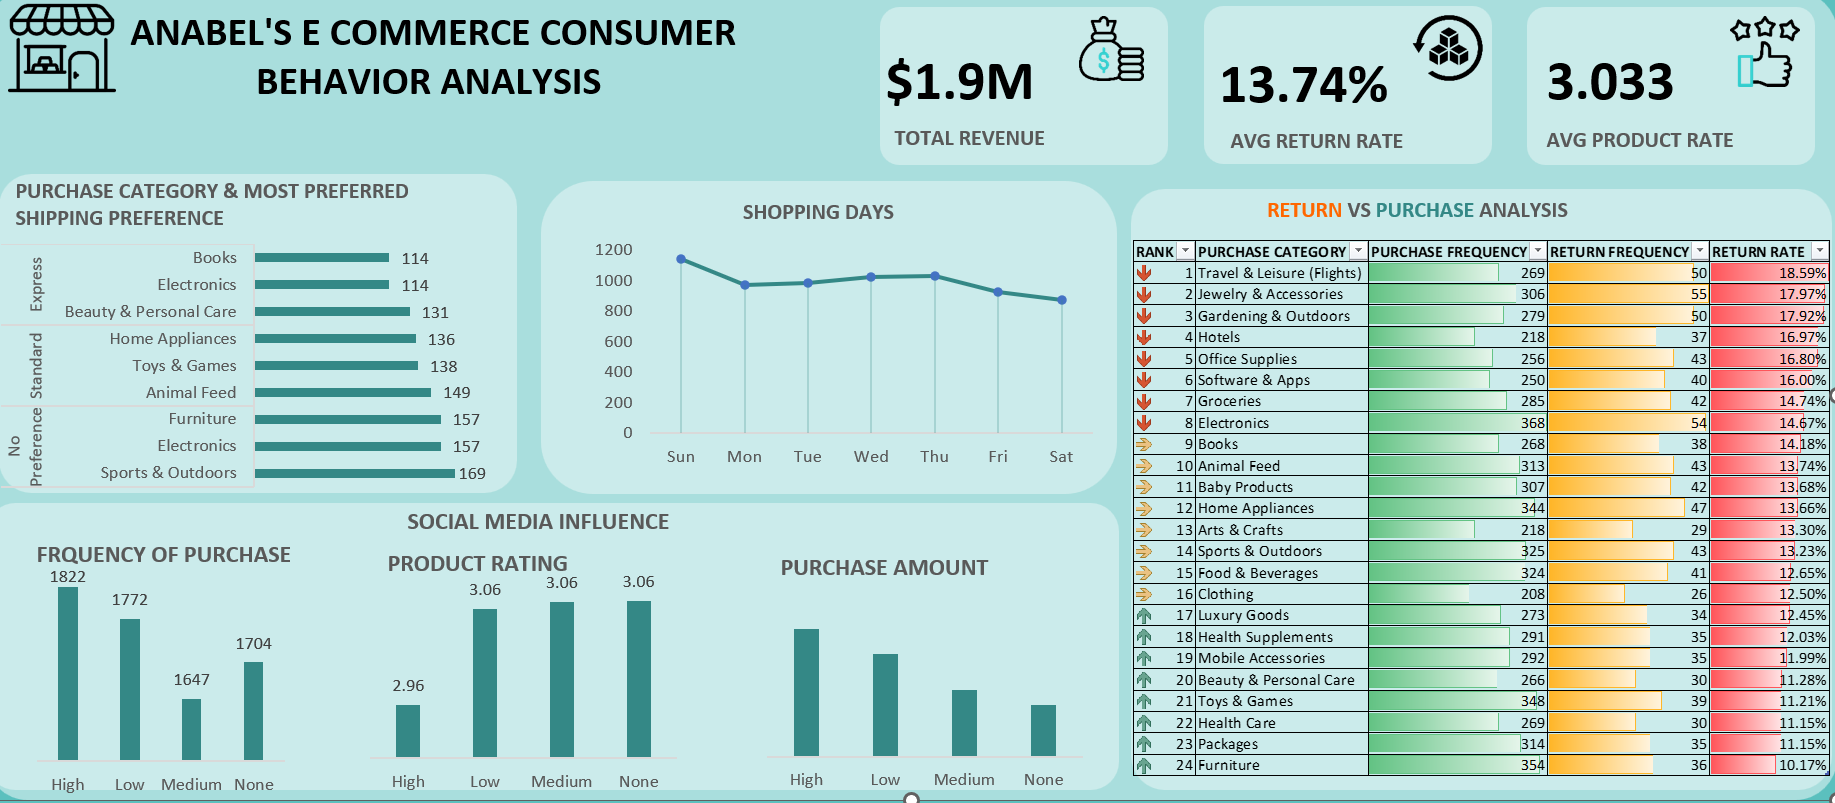 ANABEL'S E COMMERCE CONSUMER
BEHAVIOR ANALYSIS
$1.9M
TOTAL REVENUE
$
13.74%
AVG RETURN RATE
3.033
AVG PRODUCT RATE
PURCHASE CATEGORY & MOST PREFERRED
SHIPPING PREFERENCE
Express
Books 114
Electronics 114
Beauty & Personal Care 131
Standard
Home Appliances 136
Toys & Games 138
Animal Feed 149
No
Preference
Furniture 157
Electronics 157
Sports & Outdoors 169
SHOPPING DAYS
1200
1000
800
600
400
200
0
Sun Mon Tue Wed Thu Fri Sat
SOCIAL MEDIA INFLUENCE
FRQUENCY OF PURCHASE
1822
1772
1647
1704
High Low Medium None
PRODUCT RATING
2.96
3.06
3.06
3.06
High Low Medium None
PURCHASE AMOUNT
High Low Medium None
RETURN VS PURCHASE ANALYSIS
RANK PURCHASE CATEGORY PURCHASE FREQUENCY RETURN FREQUENCY RETURN RATE
1 Travel & Leisure (Flights) 269 50 18.59%
2 Jewelry & Accessories 306 55 17.97%
3 Gardening & Outdoors 279 50 17.92%
4 Hotels 218 37 16.97%
5 Office Supplies 256 43 16.80%
6 Software & Apps 250 40 16.00%
7 Groceries 285 42 14.74%
8 Electronics 368 54 14.67%
9 Books 268 38 14.18%
10 Animal Feed 313 43 13.74%
11 Baby Products 307 42 13.68%
12 Home Appliances 344 47 13.66%
13 Arts & Crafts 218 29 13.30%
14 Sports & Outdoors 325 43 13.23%
15 Food & Beverages 324 41 12.65%
16 Clothing 208 26 12.50%
17 Luxury Goods 273 34 12.45%
18 Health Supplements 291 35 12.03%
19 Mobile Accessories 292 35 11.99%
20 Beauty & Personal Care 266 30 11.28%
21 Toys & Games 348 39 11.21%
22 Health Care 269 30 11.15%
23 Packages 314 35 11.15%
24 Furniture 354 36 10.17%